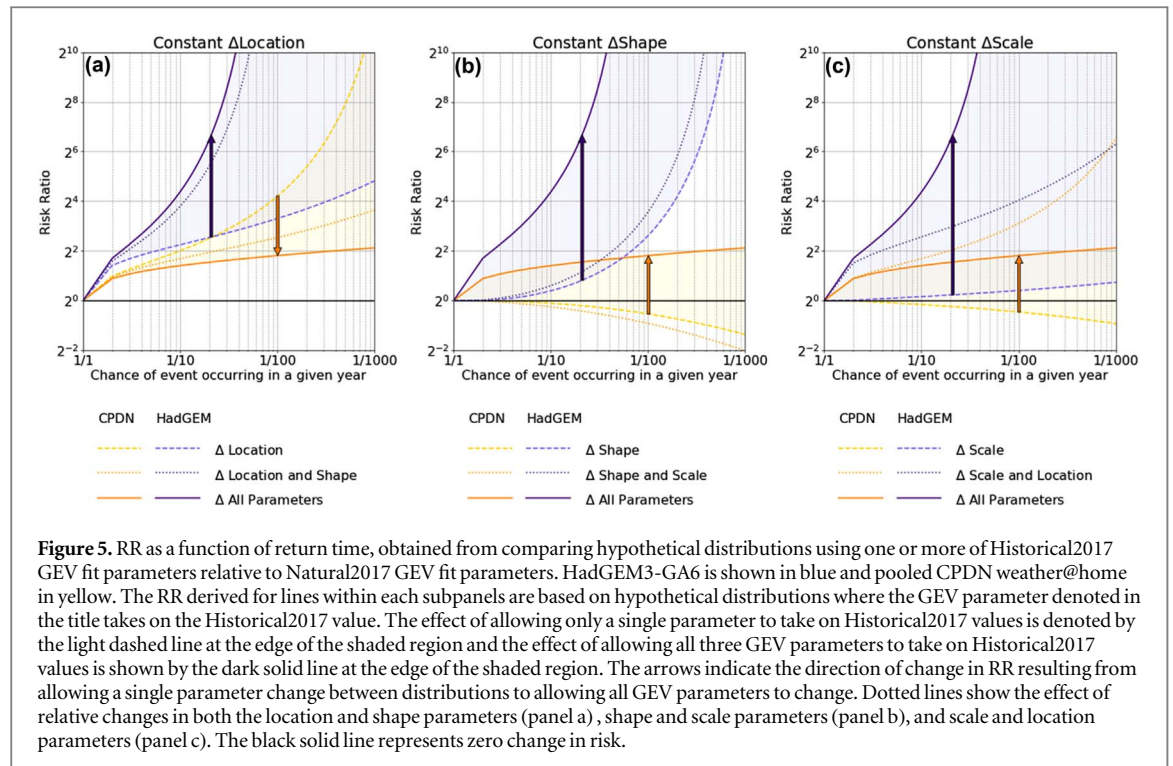 Constant ΔLocation
Constant ΔShape
Constant ΔScale
(a)
2^10
2^8
2^6
2^4
2^2
2^0
2^-2
Risk Ratio
1/1
1/10
1/100
1/1000
Chance of event occurring in a given year
(b)
2^10
2^8
2^6
2^4
2^2
2^0
2^-2
Risk Ratio
1/1
1/10
1/100
1/1000
Chance of event occurring in a given year
(c)
2^10
2^8
2^6
2^4
2^2
2^0
2^-2
Risk Ratio
1/1
1/10
1/100
1/1000
Chance of event occurring in a given year
CPDN HadGEM
Δ Location
Δ Location and Shape
Δ All Parameters
CPDN HadGEM
Δ Shape
Δ Shape and Scale
Δ All Parameters
CPDN HadGEM
Δ Scale
Δ Scale and Location
Δ All Parameters
Figure 5. RR as a function of return time, obtained from comparing hypothetical distributions using one or more of Historical2017
GEV fit parameters relative to Natural2017 GEV fit parameters. HadGEM3-GA6 is shown in blue and pooled CPDN weather@home
in yellow. The RR derived for lines within each subpanels are based on hypothetical distributions where the GEV parameter denoted in
the title takes on the Historical2017 value. The effect of allowing only a single parameter to take on Historical2017 values is denoted by
the light dashed line at the edge of the shaded region and the effect of allowing all three GEV parameters to take on Historical2017
values is shown by the dark solid line at the edge of the shaded region. The arrows indicate the direction of change in RR resulting from
allowing a single parameter change between distributions to allowing all GEV parameters to change. Dotted lines show the effect of
relative changes in both the location and shape parameters (panel a) , shape and scale parameters (panel b), and scale and location
parameters (panel c). The black solid line represents zero change in risk.